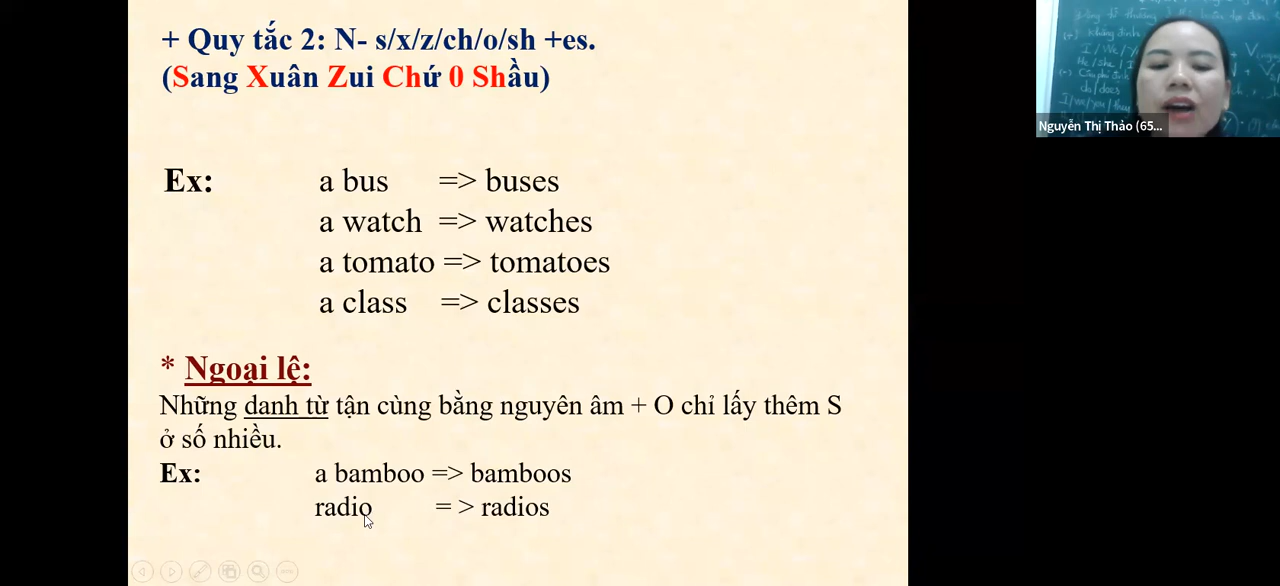 + Quy tắc 2: N- s/x/z/ch/o/sh +es.
(Sang Xuân Zui Chứ 0 Shầu)
Ex: a bus => buses
a watch => watches
a tomato => tomatoes
a class => classes
* Ngoại lệ:
Những danh từ tận cùng bằng nguyên âm + O chỉ lấy thêm S
ở số nhiều.
Ex: a bamboo => bamboos
radio = > radios
Nguyễn Thị Thảo (65...